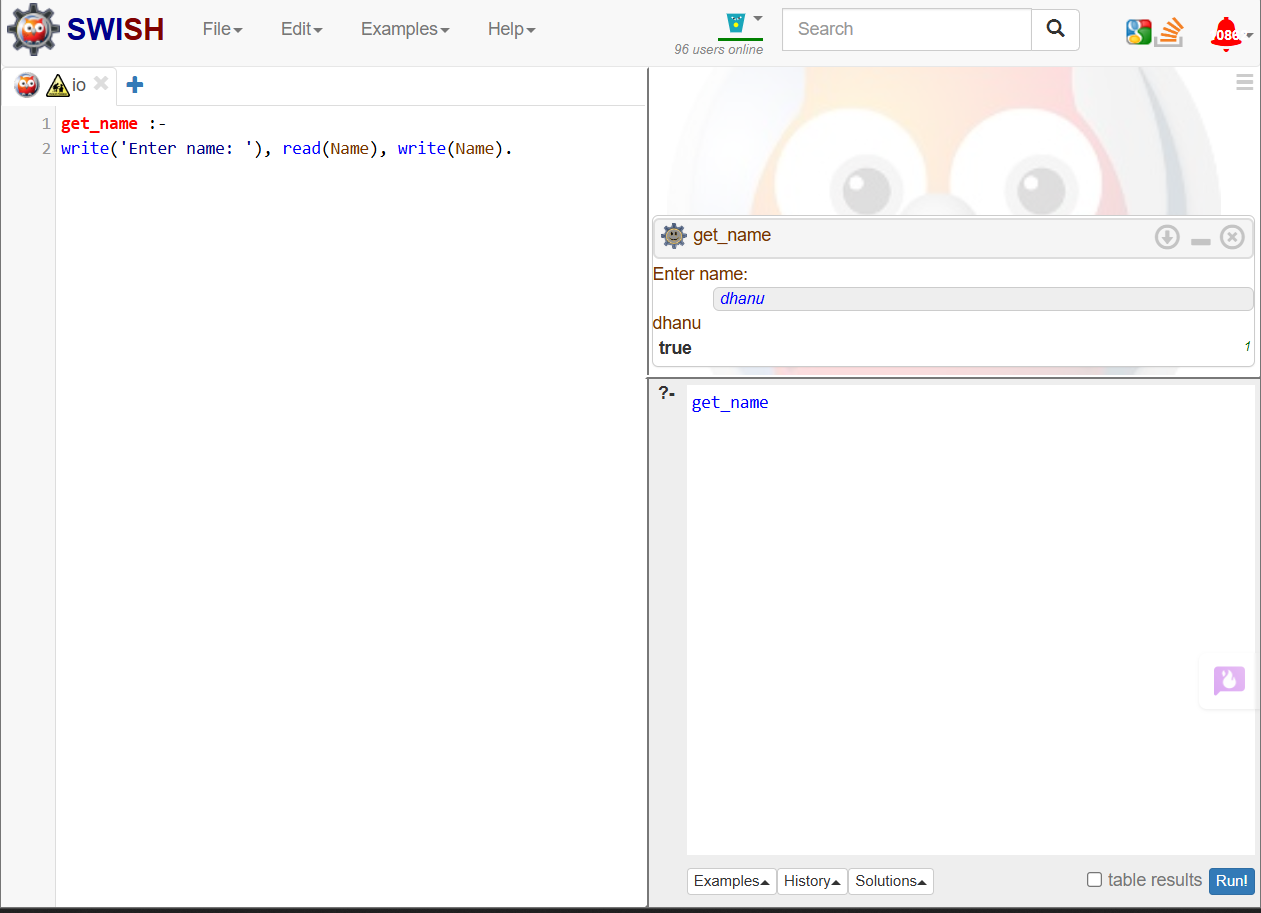 SWISH File Edit Examples Help 96 users online Search
io
1 get_name :-
2 write('Enter name: '), read(Name), write(Name).
get_name
Enter name:
dhanu
dhanu
true 1
?- get_name
Examples History Solutions table results Run!